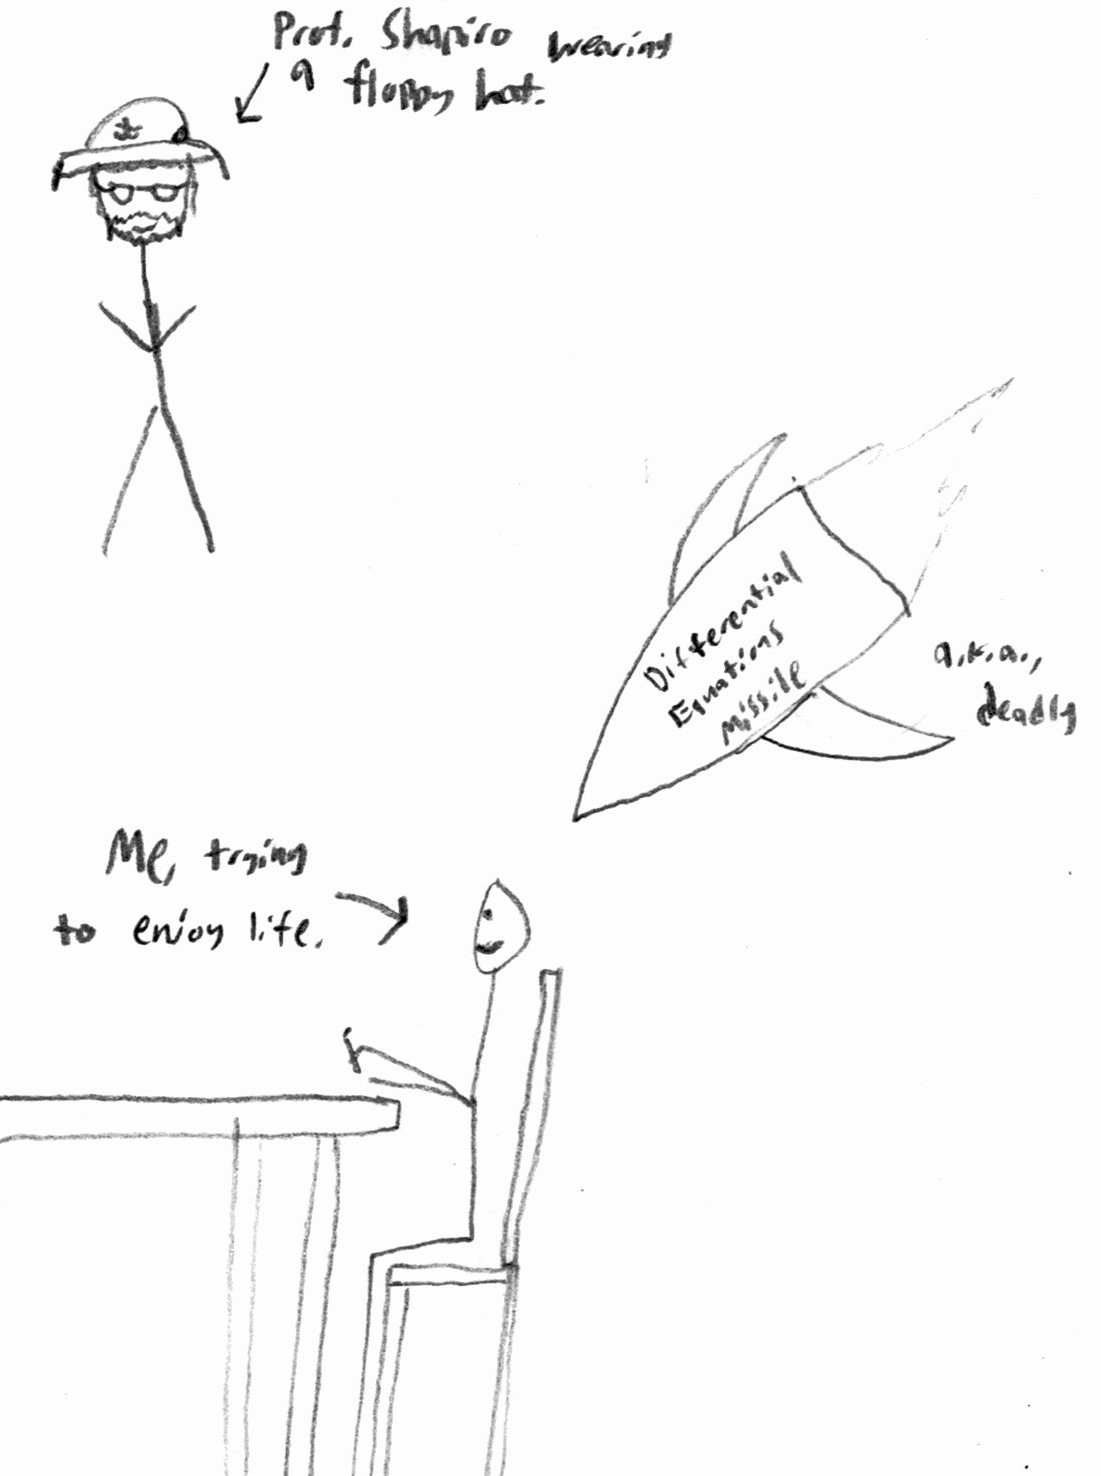 Prof. Shapiro wearing
a floppy hat.
Differential
Equations
Missile
a.k.a.,
deadly
Me, trying
to enjoy life.